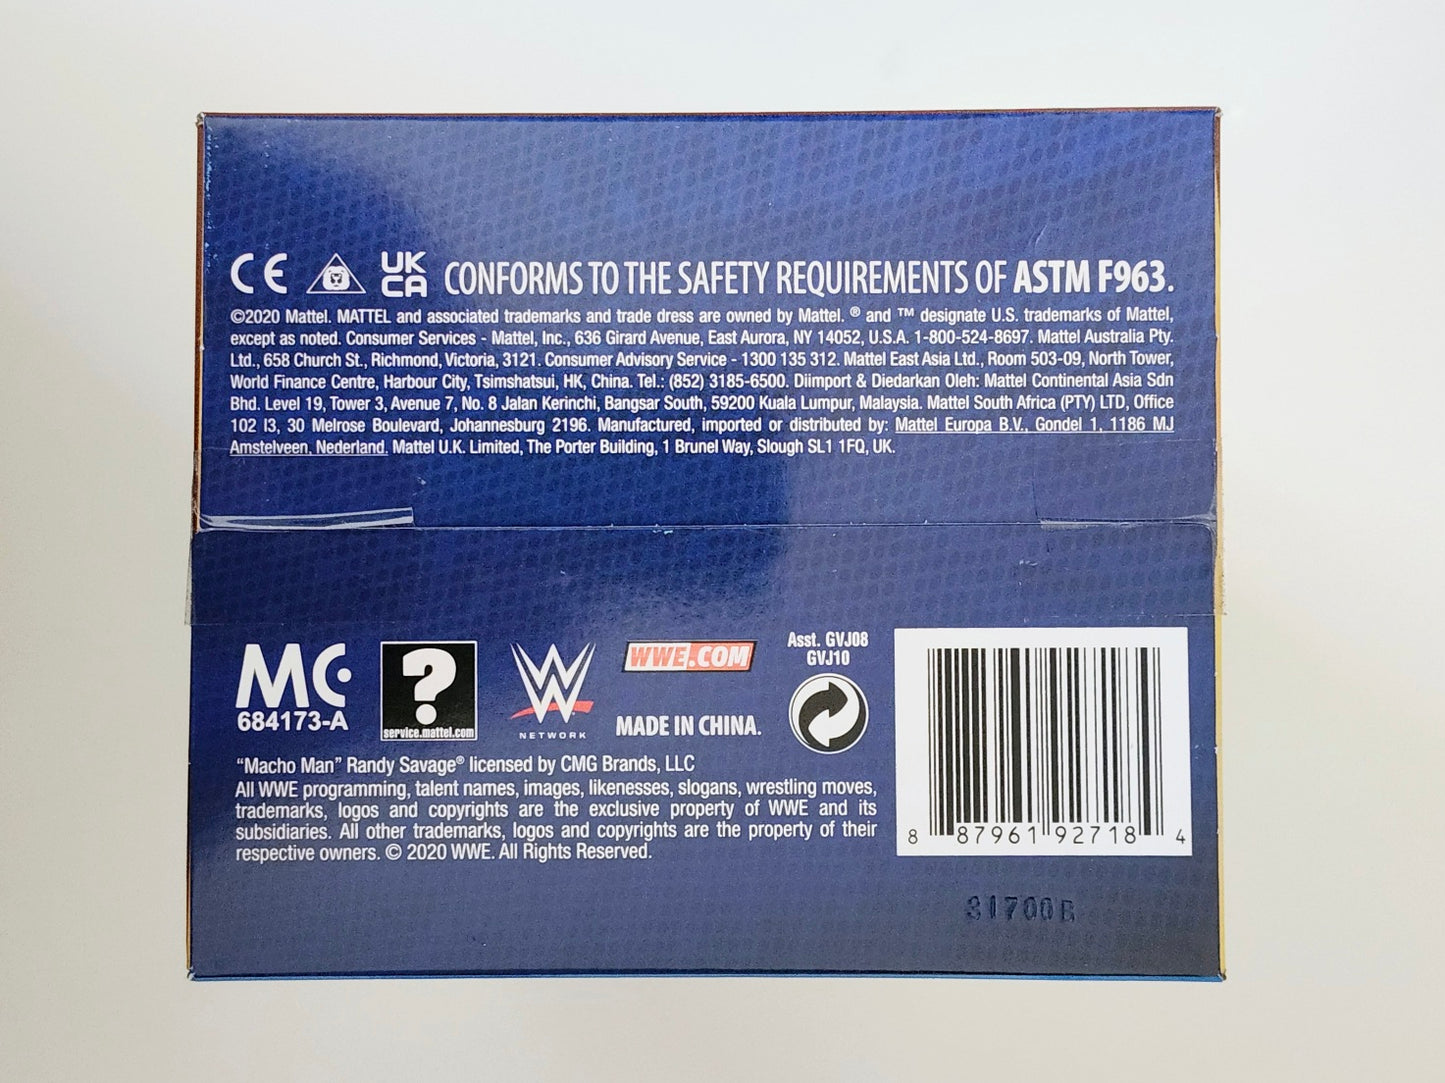 CE UK CA CONFORMS TO THE SAFETY REQUIREMENTS OF ASTM F963.
©2020 Mattel. MATTEL and associated trademarks and trade dress are owned by Mattel. ® and ™ designate U.S. trademarks of Mattel,
except as noted. Consumer Services - Mattel, Inc., 636 Girard Avenue, East Aurora, NY 14052, U.S.A. 1-800-524-8697. Mattel Australia Pty.
Ltd., 658 Church St., Richmond, Victoria, 3121. Consumer Advisory Service - 1300 135 312. Mattel East Asia Ltd., Room 503-09, North Tower,
World Finance Centre, Harbour City, Tsimshatsui, HK, China. Tel.: (852) 3185-6500. Diimport & Diedarkan Oleh: Mattel Continental Asia Sdn
Bhd. Level 19, Tower 3, Avenue 7, No. 8 Jalan Kerinchi, Bangsar South, 59200 Kuala Lumpur, Malaysia. Mattel South Africa (PTY) LTD, Office
102 I3, 30 Melrose Boulevard, Johannesburg 2196. Manufactured, imported or distributed by: Mattel Europa B.V., Gondel 1, 1186 MJ
Amstelveen, Nederland. Mattel U.K. Limited, The Porter Building, 1 Brunel Way, Slough SL1 1FQ, UK.
MC
684173-A
?
service.mattel.com
W
NETWORK
WWE.COM
MADE IN CHINA.
Asst. GVJ08
GVJ10
"Macho Man" Randy Savage® licensed by CMG Brands, LLC
All WWE programming, talent names, images, likenesses, slogans, wrestling moves,
trademarks, logos and copyrights are the exclusive property of WWE and its
subsidiaries. All other trademarks, logos and copyrights are the property of their
respective owners. © 2020 WWE. All Rights Reserved.
8 87961 92718 4
31700B